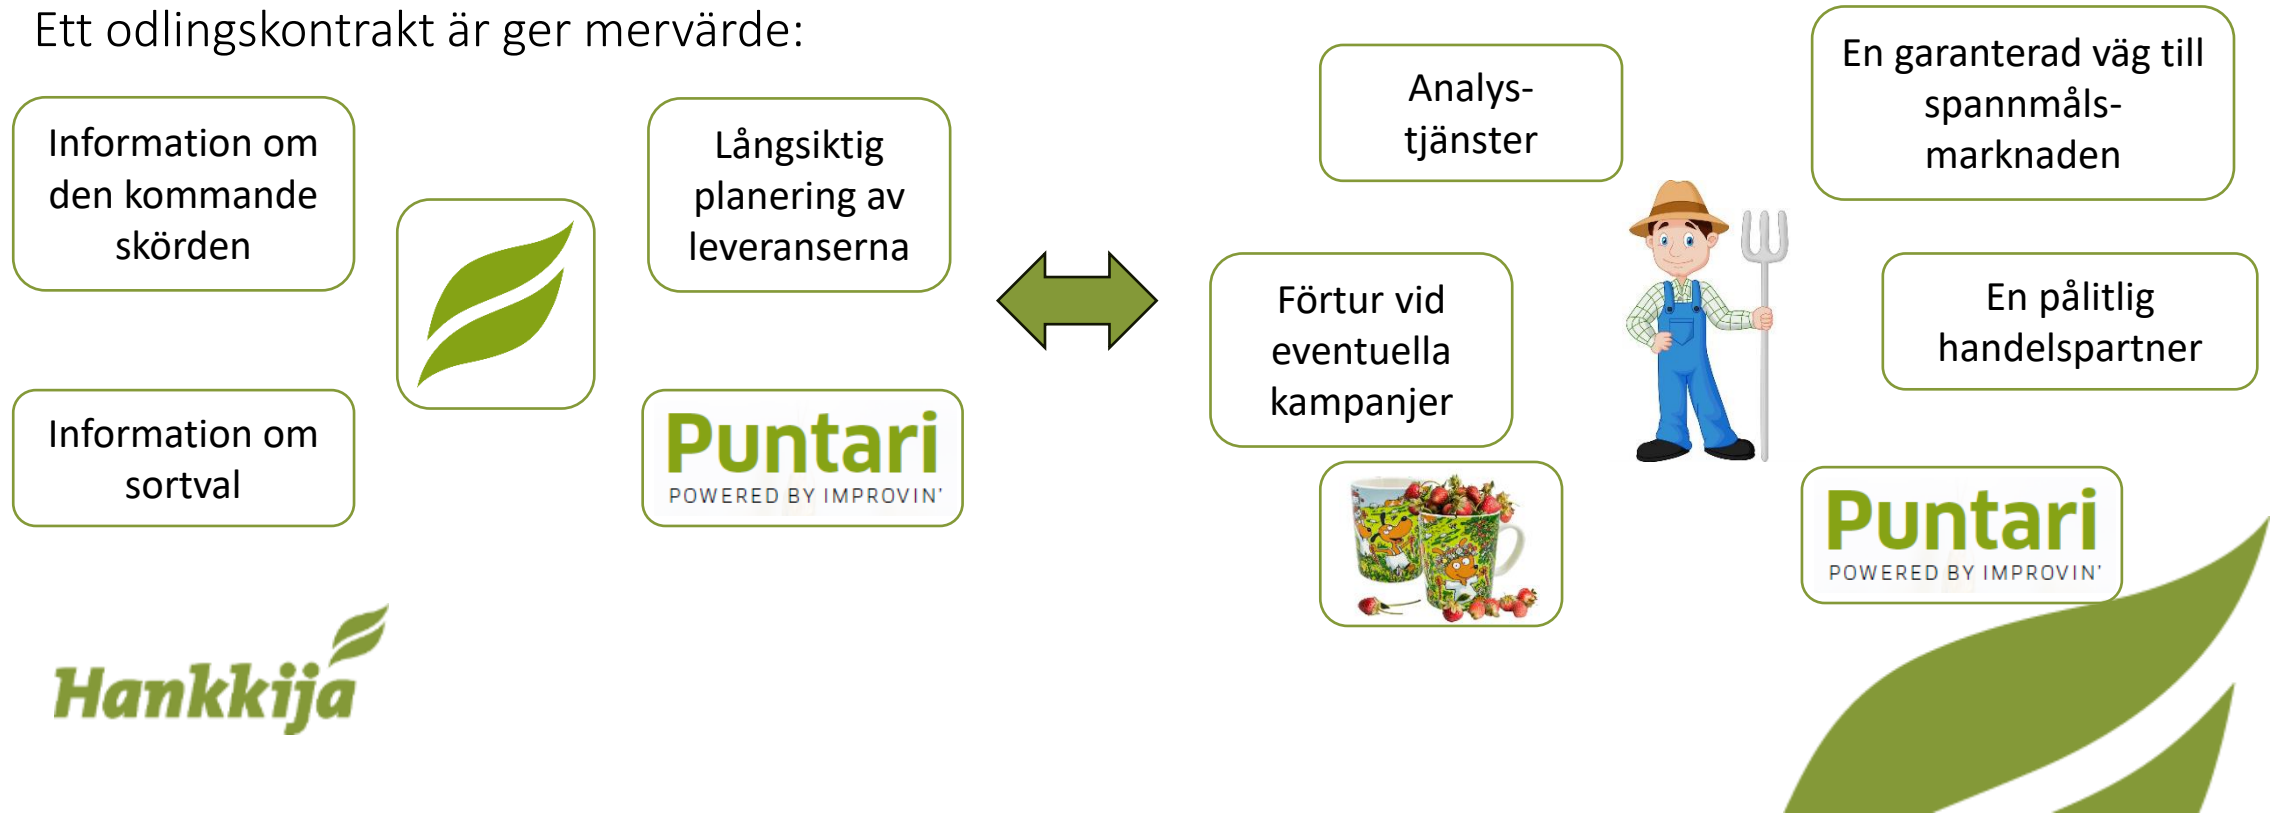 Ett odlingskontrakt är ger mervärde:
Information om
den kommande
skörden
Långsiktig
planering av
leveranserna
Information om
sortval
Puntari
POWERED BY IMPROVIN'
Analys-
tjänster
En garanterad väg till
spannmåls-
marknaden
Förtur vid
eventuella
kampanjer
En pålitlig
handelspartner
Puntari
POWERED BY IMPROVIN'
Hankkija